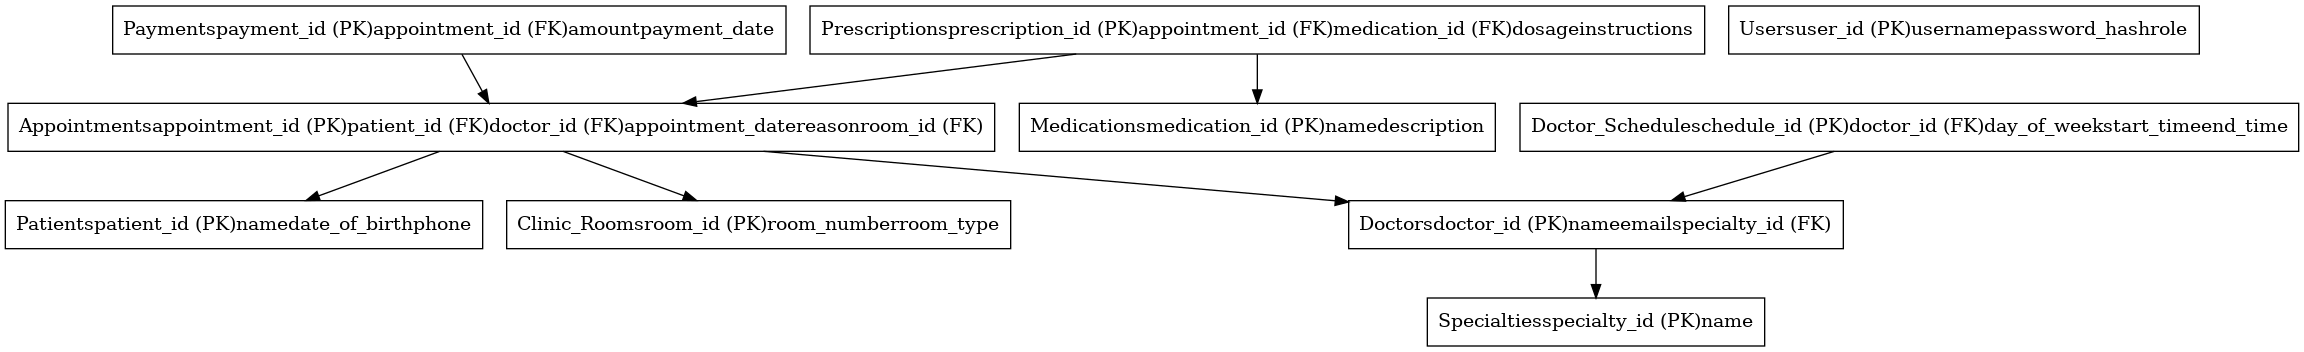 Paymentspayment_id (PK)appointment_id (FK)amountpayment_date
Prescriptionsprescription_id (PK)appointment_id (FK)medication_id (FK)dosageinstructions
Usersuser_id (PK)usernamepassword_hashrole
Appointmentsappointment_id (PK)patient_id (FK)doctor_id (FK)appointment_datereasonroom_id (FK)
Medicationsmedication_id (PK)namedescription
Doctor_Scheduleschedule_id (PK)doctor_id (FK)day_of_weekstart_timeend_time
Patientspatient_id (PK)namedate_of_birthphone
Clinic_Roomsroom_id (PK)room_numberroom_type
Doctorsdoctor_id (PK)nameemailspecialty_id (FK)
Specialtiesspecialty_id (PK)name